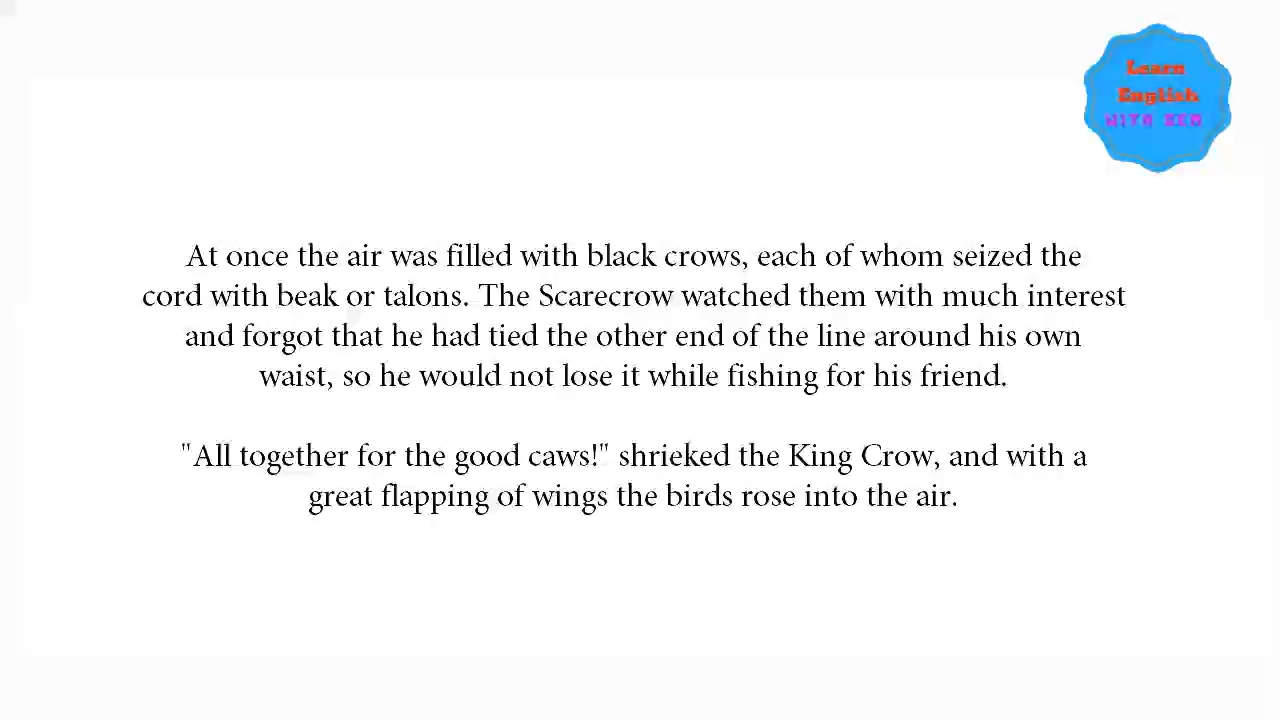 Learn
English
At once the air was filled with black crows, each of whom seized the
cord with beak or talons. The Scarecrow watched them with much interest
and forgot that he had tied the other end of the line around his own
waist, so he would not lose it while fishing for his friend.
"All together for the good caws!" shrieked the King Crow, and with a
great flapping of wings the birds rose into the air.